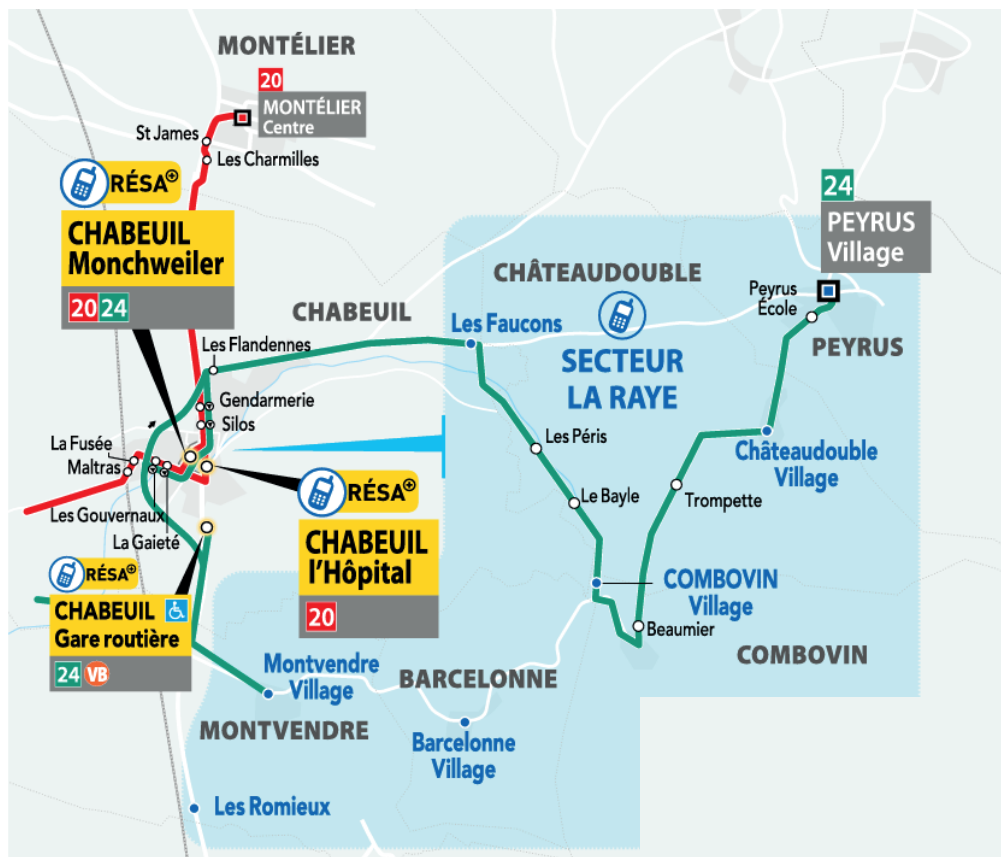 MONTÉLIER
20
MONTÉLIER
Centre
St James
Les Charmilles
RÉSA+
CHABEUIL
Monchweiler
20 24
24
PEYRUS
Village
CHÂTEAUDOUBLE
Peyrus
École
CHABEUIL
Les Faucons
SECTEUR
LA RAYE
PEYRUS
Les Flandennes
Gendarmerie
Silos
La Fusée
Maltras
Les Péris
Châteaudouble
Village
Les Gouvernaux
La Gaieté
RÉSA+
Le Bayle
Trompette
CHABEUIL
l'Hôpital
20
RÉSA+
CHABEUIL
Gare routière
24 VB
COMBOVIN
Village
Beaumier
COMBOVIN
Montvendre
Village
BARCELONNE
MONTVENDRE
Barcelonne
Village
Les Romieux